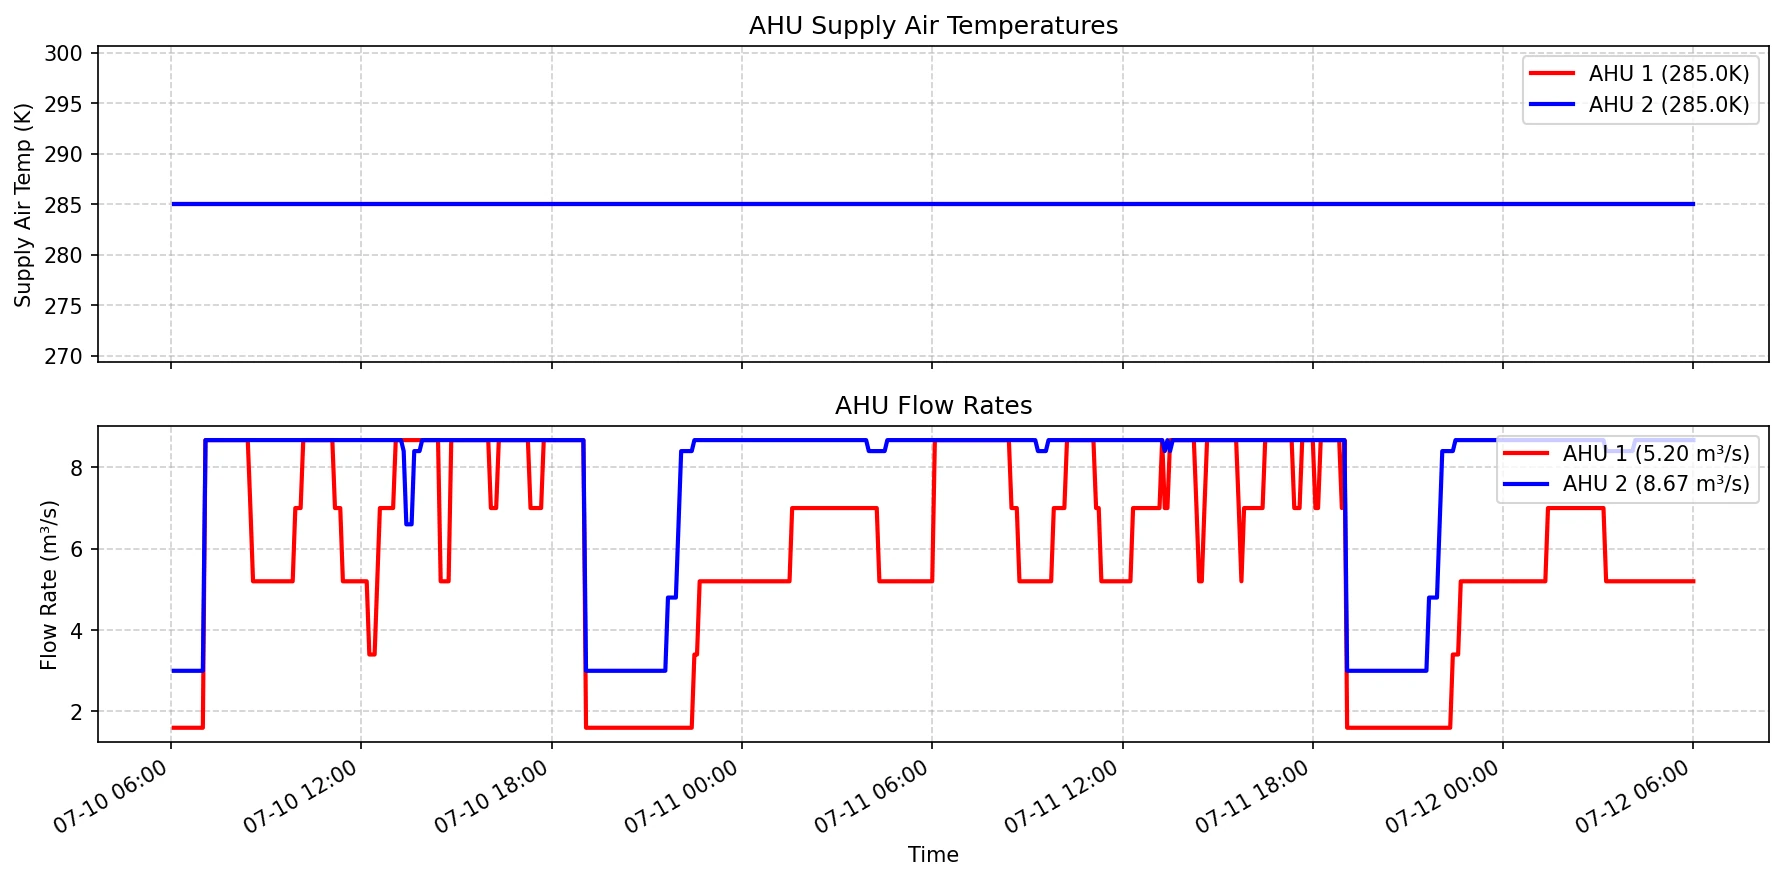 AHU Supply Air Temperatures
Supply Air Temp (K)
300
295
290
285
280
275
270
AHU 1 (285.0K)
AHU 2 (285.0K)
AHU Flow Rates
Flow Rate (m³/s)
8
6
4
2
AHU 1 (5.20 m³/s)
AHU 2 (8.67 m³/s)
07-10 06:00
07-10 12:00
07-10 18:00
07-11 00:00
07-11 06:00
07-11 12:00
07-11 18:00
07-12 00:00
07-12 06:00
Time